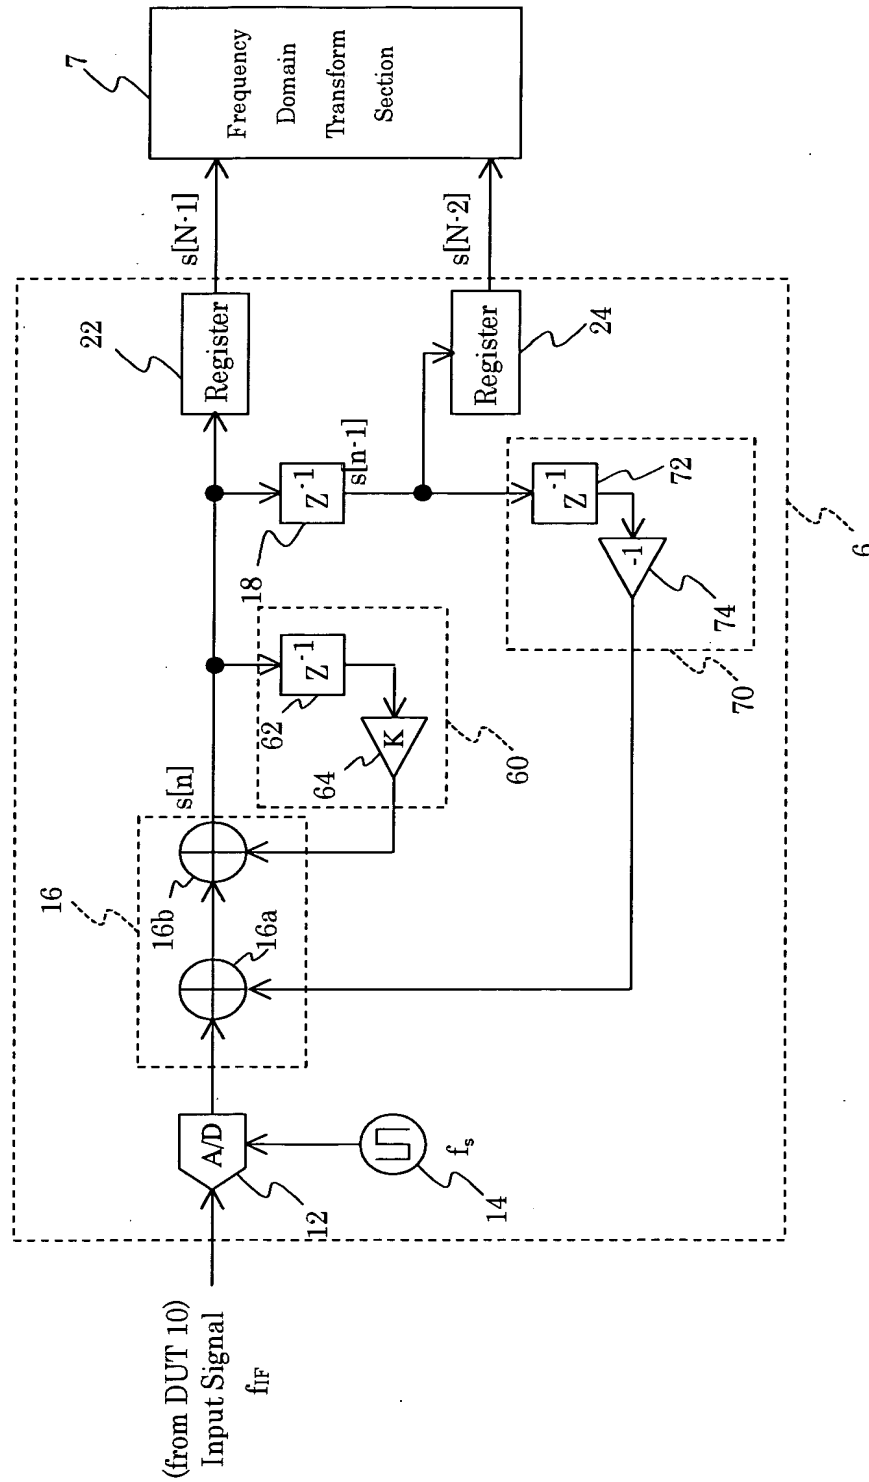 (from DUT 10)
Input Signal
fIF
A/D
12
fs
14
16
16a
16b
s[n]
Z-1
62
K
64
60
Z-1
18
s[n-1]
Register
22
s[N-1]
Register
24
s[N-2]
Z-1
72
-1
74
70
6
Frequency
Domain
Transform
Section
7